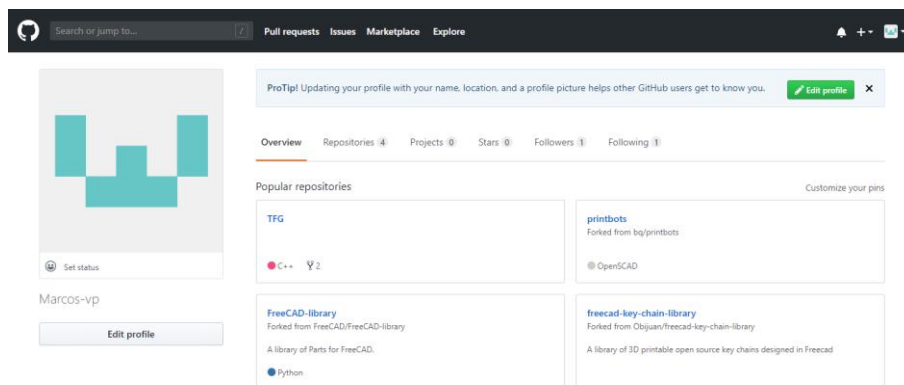 Search or jump to... /
Pull requests Issues Marketplace Explore
ProTip! Updating your profile with your name, location, and a profile picture helps other GitHub users get to know you.
Edit profile
Overview Repositories 4 Projects 0 Stars 0 Followers 1 Following 1
Popular repositories
Customize your pins
TFG
C++ 2
printbots
Forked from bq/printbots
OpenSCAD
Set status
Marcos-vp
Edit profile
FreeCAD-library
Forked from FreeCAD/FreeCAD-library
A library of Parts for FreeCAD.
Python
freecad-key-chain-library
Forked from Obijuan/freecad-key-chain-library
A library of 3D printable open source key chains designed in Freecad